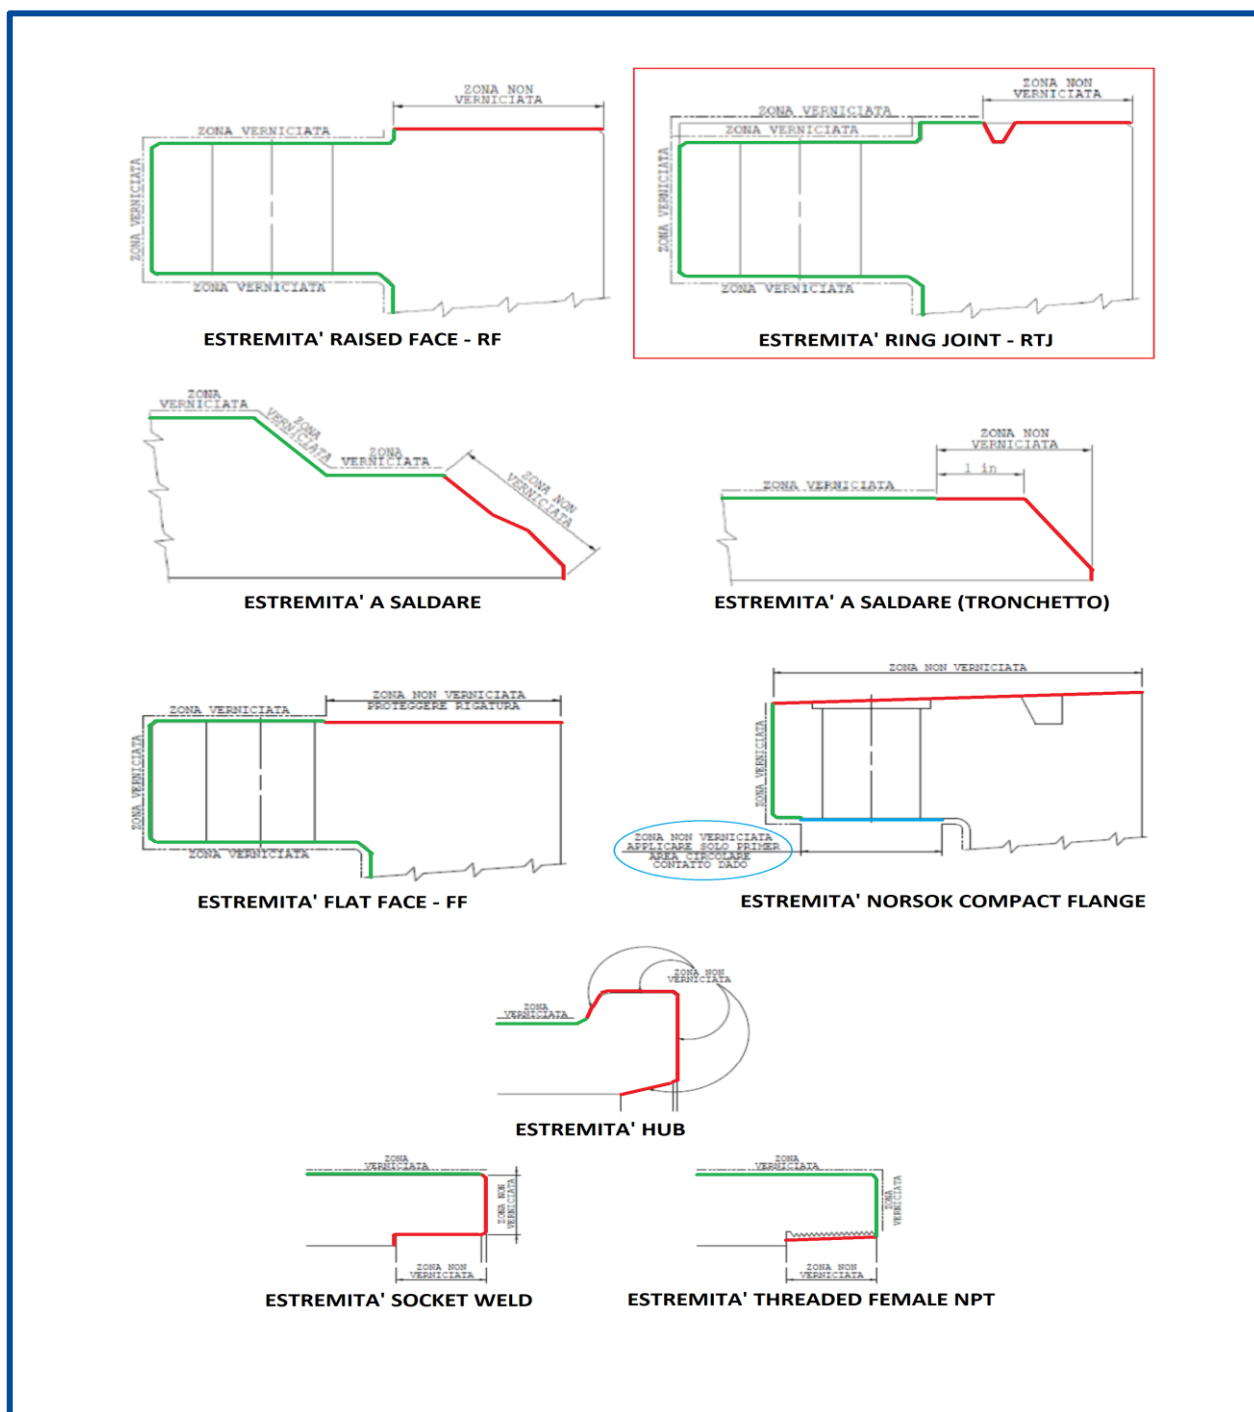 ZONA NON
VERNICIATA
ZONA VERNICIATA
ZONA VERNICIATA
ZONA VERNICIATA
ESTREMITA' RAISED FACE - RF
ZONA NON
VERNICIATA
ZONA VERNICIATA
ZONA VERNICIATA
ZONA VERNICIATA
ZONA VERNICIATA
ZONA VERNICIATA
ESTREMITA' RING JOINT - RTJ
ZONA
VERNICIATA
ZONA
VERNICIATA
ZONA
VERNICIATA
ZONA NON
VERNICIATA
ESTREMITA' A SALDARE
ZONA NON
VERNICIATA
1 in
ZONA VERNICIATA
ESTREMITA' A SALDARE (TRONCHETTO)
ZONA NON VERNICIATA
PROTEGGERE RIGATURA
ZONA VERNICIATA
ZONA VERNICIATA
ZONA VERNICIATA
ESTREMITA' FLAT FACE - FF
ZONA NON VERNICIATA
ZONA VERNICIATA
ZONA NON VERNICIATA
APPLICARE SOLO PRIMER
AREA CIRCOLARE
CONTATTO DADO
ESTREMITA' NORSOK COMPACT FLANGE
ZONA NON
VERNICIATA
ZONA
VERNICIATA
ESTREMITA' HUB
ZONA
VERNICIATA
ZONA NON
VERNICIATA
ZONA NON
VERNICIATA
ESTREMITA' SOCKET WELD
ZONA
VERNICIATA
ZONA
VERNICIATA
ZONA NON
VERNICIATA
ESTREMITA' THREADED FEMALE NPT